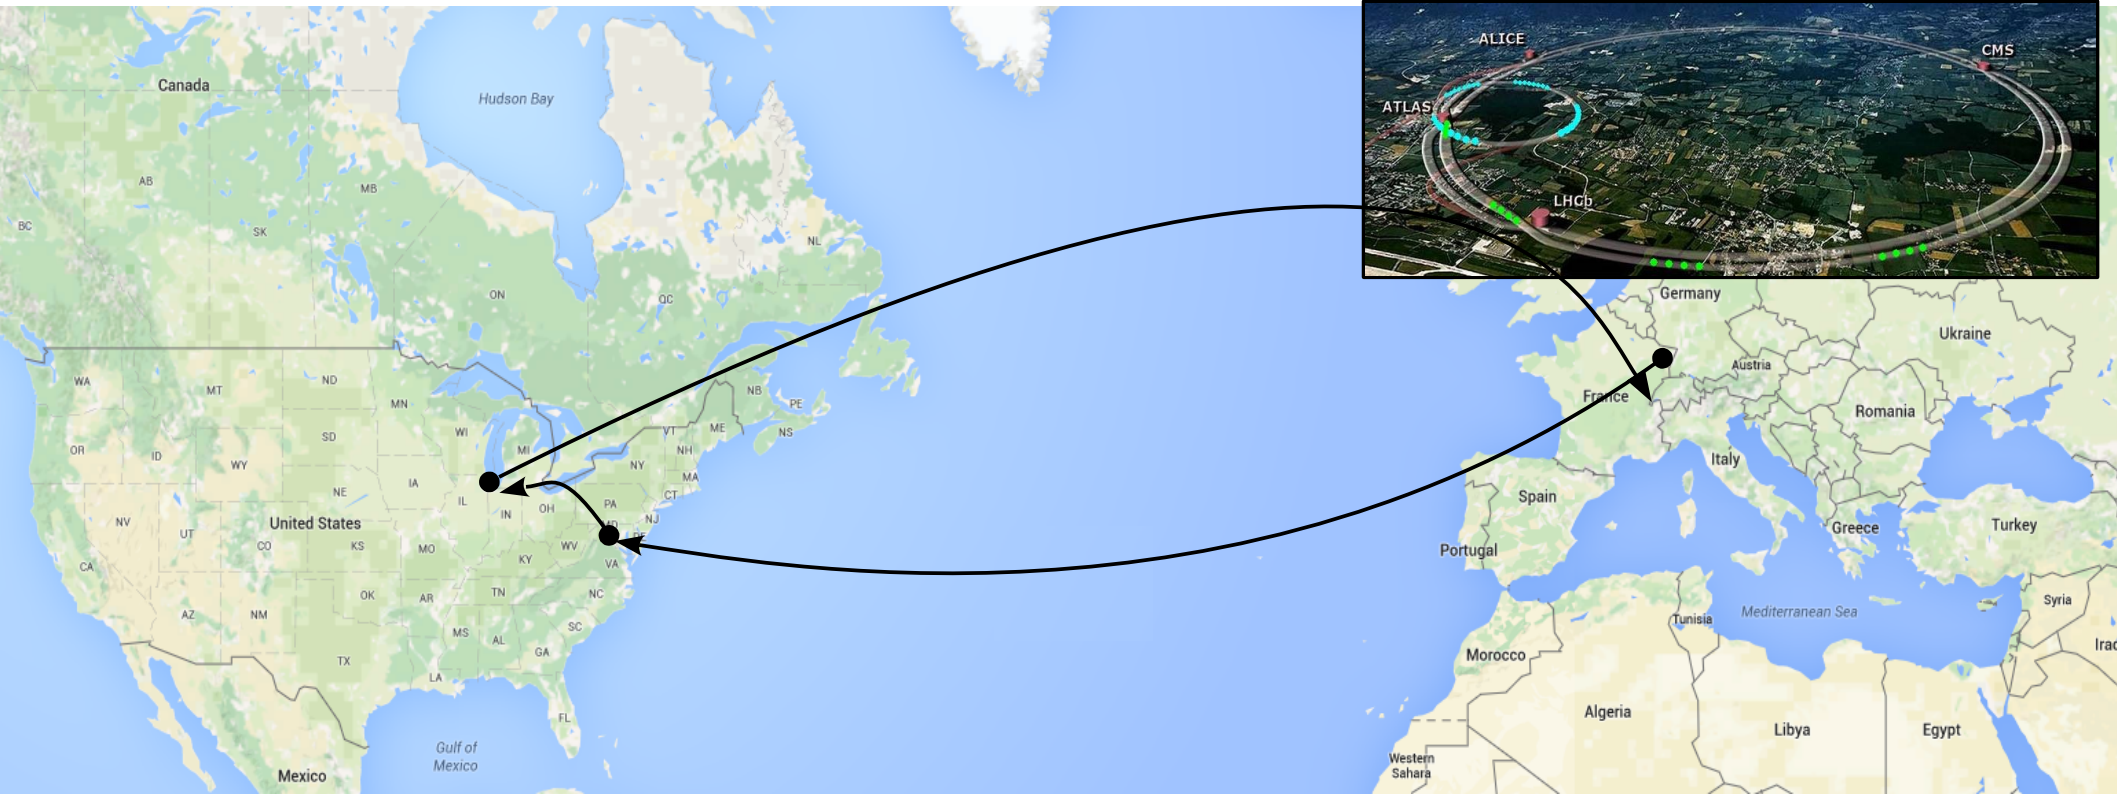 ALICE
CMS
ATLAS
LHCb
Canada
Hudson Bay
AB
MB
BC
SK
NL
ON
QC
Germany
Ukraine
Austria
WA
MT
ND
MN
NB
PE
France
Romania
OR
ID
WY
SD
WI
MI
VT
ME
NS
NH
NY
MA
Italy
NE
IA
IL
IN
OH
PA
CT
NJ
Spain
NV
UT
CO
United States
KS
MO
KY
WV
MD
DE
VA
Portugal
Greece
Turkey
CA
AZ
NM
OK
AR
TN
NC
SC
Syria
Mediterranean Sea
Tunisia
MS
AL
GA
TX
LA
Morocco
Iraq
FL
Algeria
Libya
Egypt
Gulf of
Mexico
Mexico
Western
Sahara